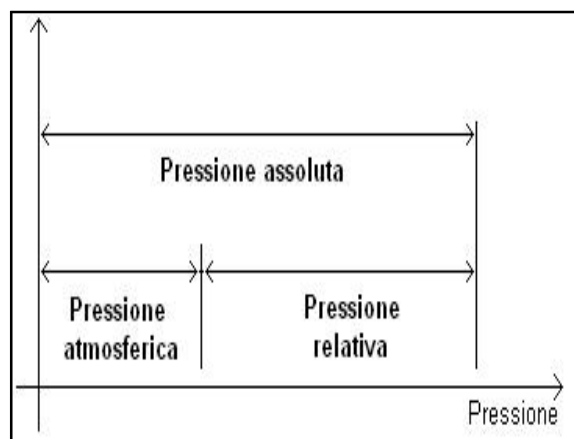 Pressione assoluta
Pressione
atmosferica
Pressione
relativa
Pressione